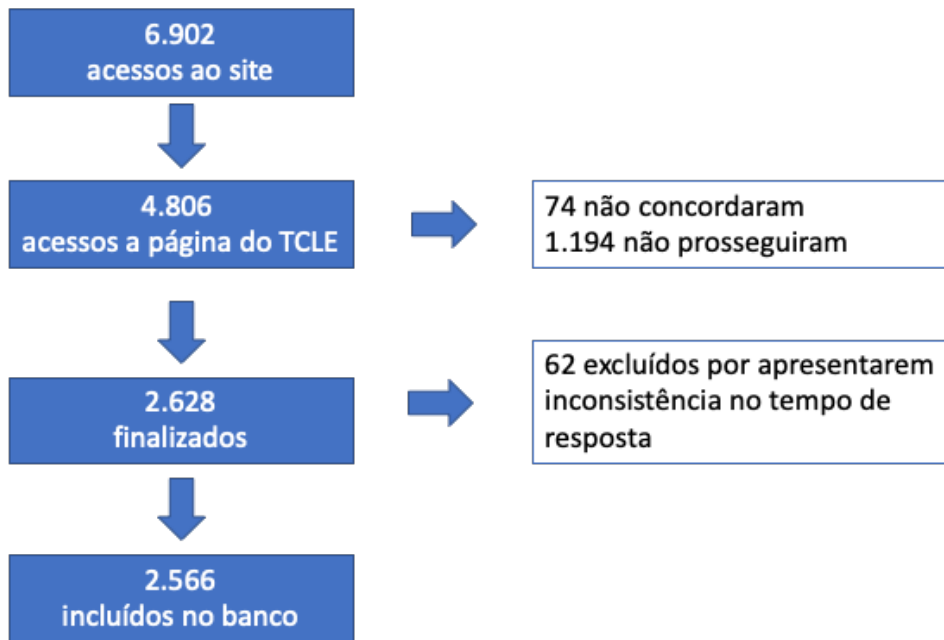 6.902
acessos ao site
4.806
acessos a página do TCLE
74 não concordaram
1.194 não prosseguiram
2.628
finalizados
62 excluídos por apresentarem
inconsistência no tempo de
resposta
2.566
incluídos no banco